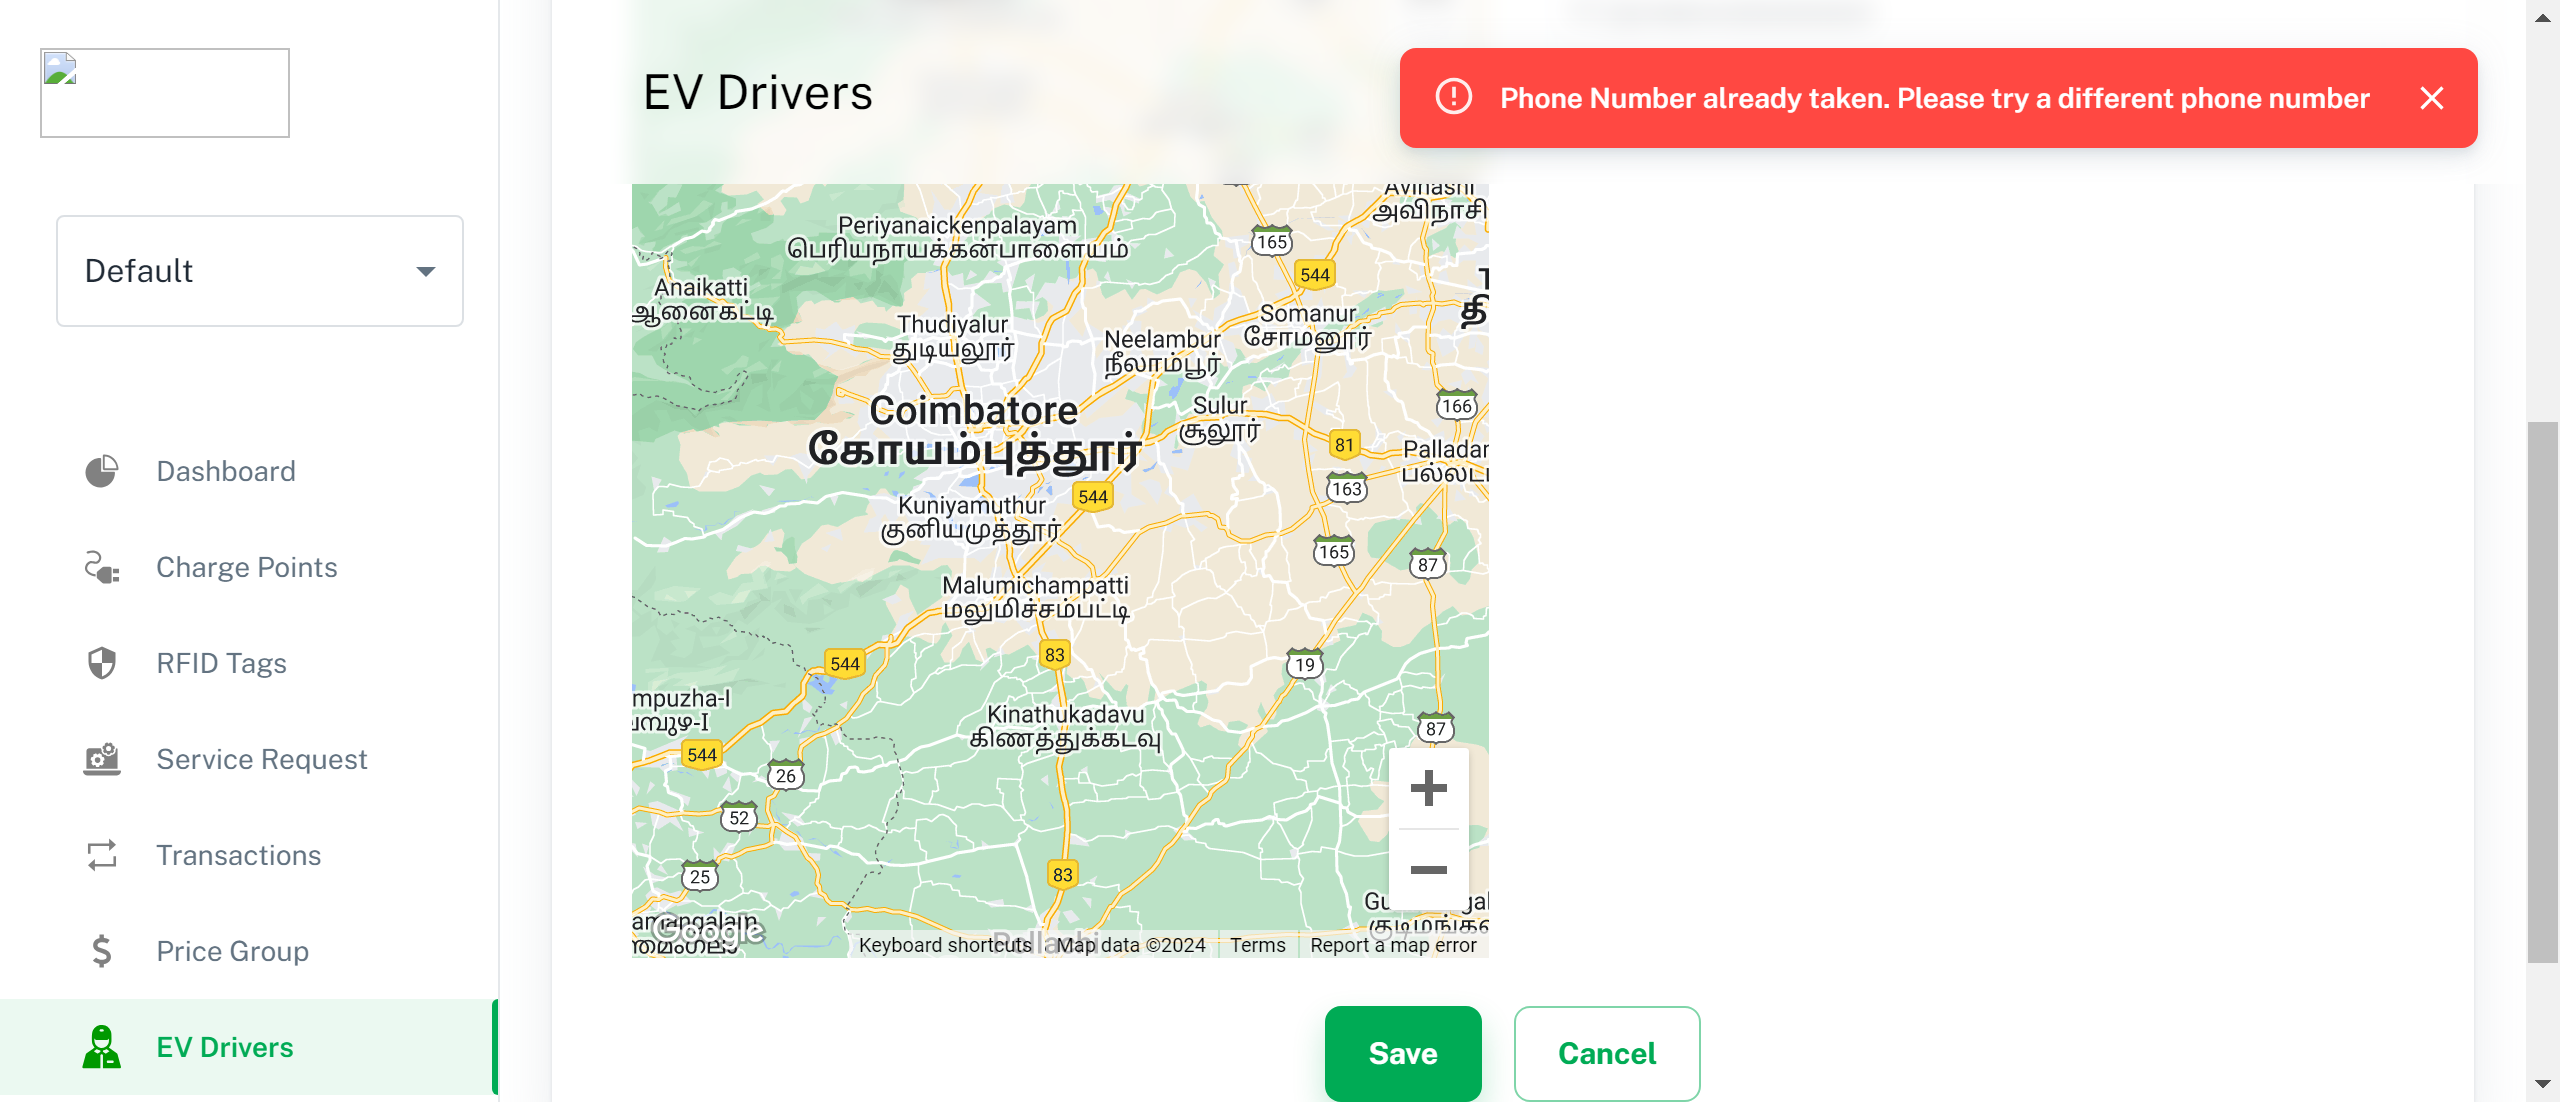 EV Drivers
Phone Number already taken. Please try a different phone number
Default
Dashboard
Charge Points
RFID Tags
Service Request
Transactions
Price Group
EV Drivers
Avinashi
அவிநாசி
Periyanaickenpalayam
பெரியநாயக்கன்பாளையம்
165
544
Anaikatti
ஆனைகட்டி
Thudiyalur
துடியலூர்
Neelambur
நீலாம்பூர்
Somanur
சோமனூர்
தி
Coimbatore
கோயம்புத்தூர்
Sulur
சூலூர்
166
81
Palladar
பல்லட
163
Kuniyamuthur
குனியமுத்தூர்
544
165
87
Malumichampatti
மலுமிச்சம்பட்டி
544
83
19
mpuzha-I
Kinathukadavu
கிணத்துக்கடவு
87
544
26
52
25
83
amangalam
Google
Pollachi
Keyboard shortcuts
Map data ©2024
Terms
Report a map error
Save
Cancel